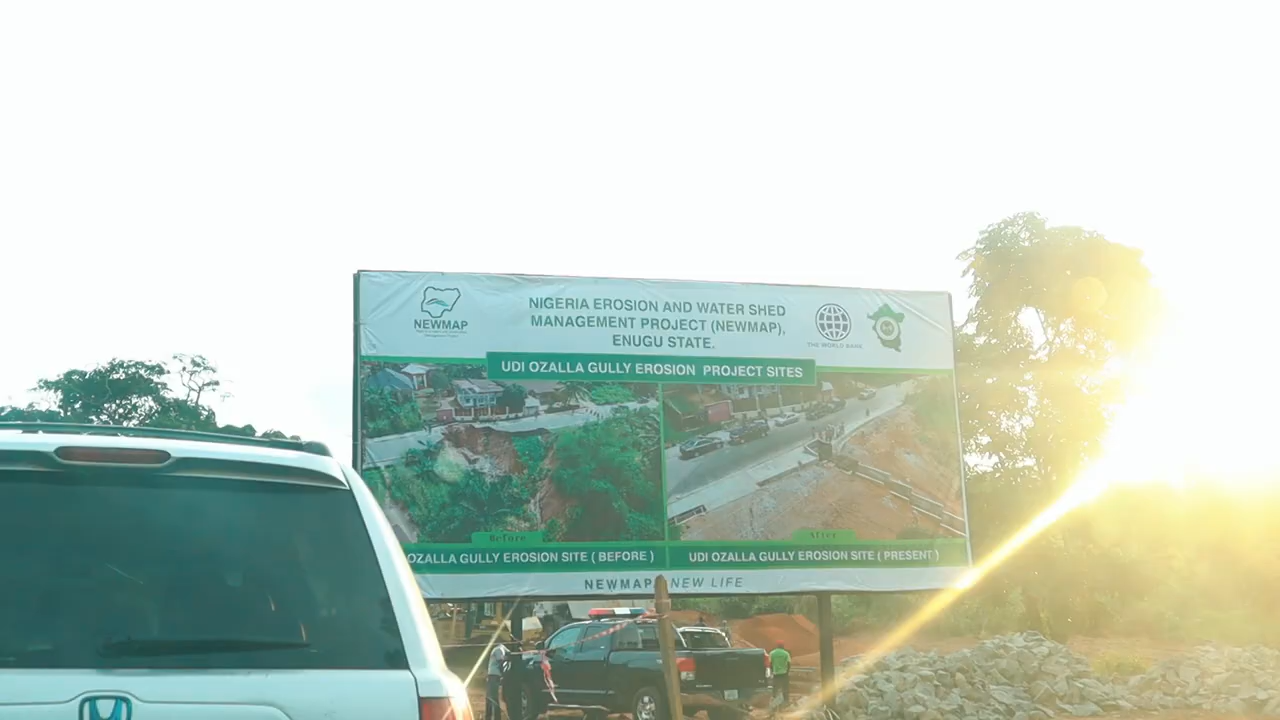 NEWMAP
NIGERIA EROSION AND WATER SHED
MANAGEMENT PROJECT (NEWMAP),
ENUGU STATE.
THE WORLD BANK
UDI OZALLA GULLY EROSION PROJECT SITES
Before
After
OZALLA GULLY EROSION SITE ( BEFORE )
UDI OZALLA GULLY EROSION SITE ( PRESENT )
NEWMAP NEW LIFE